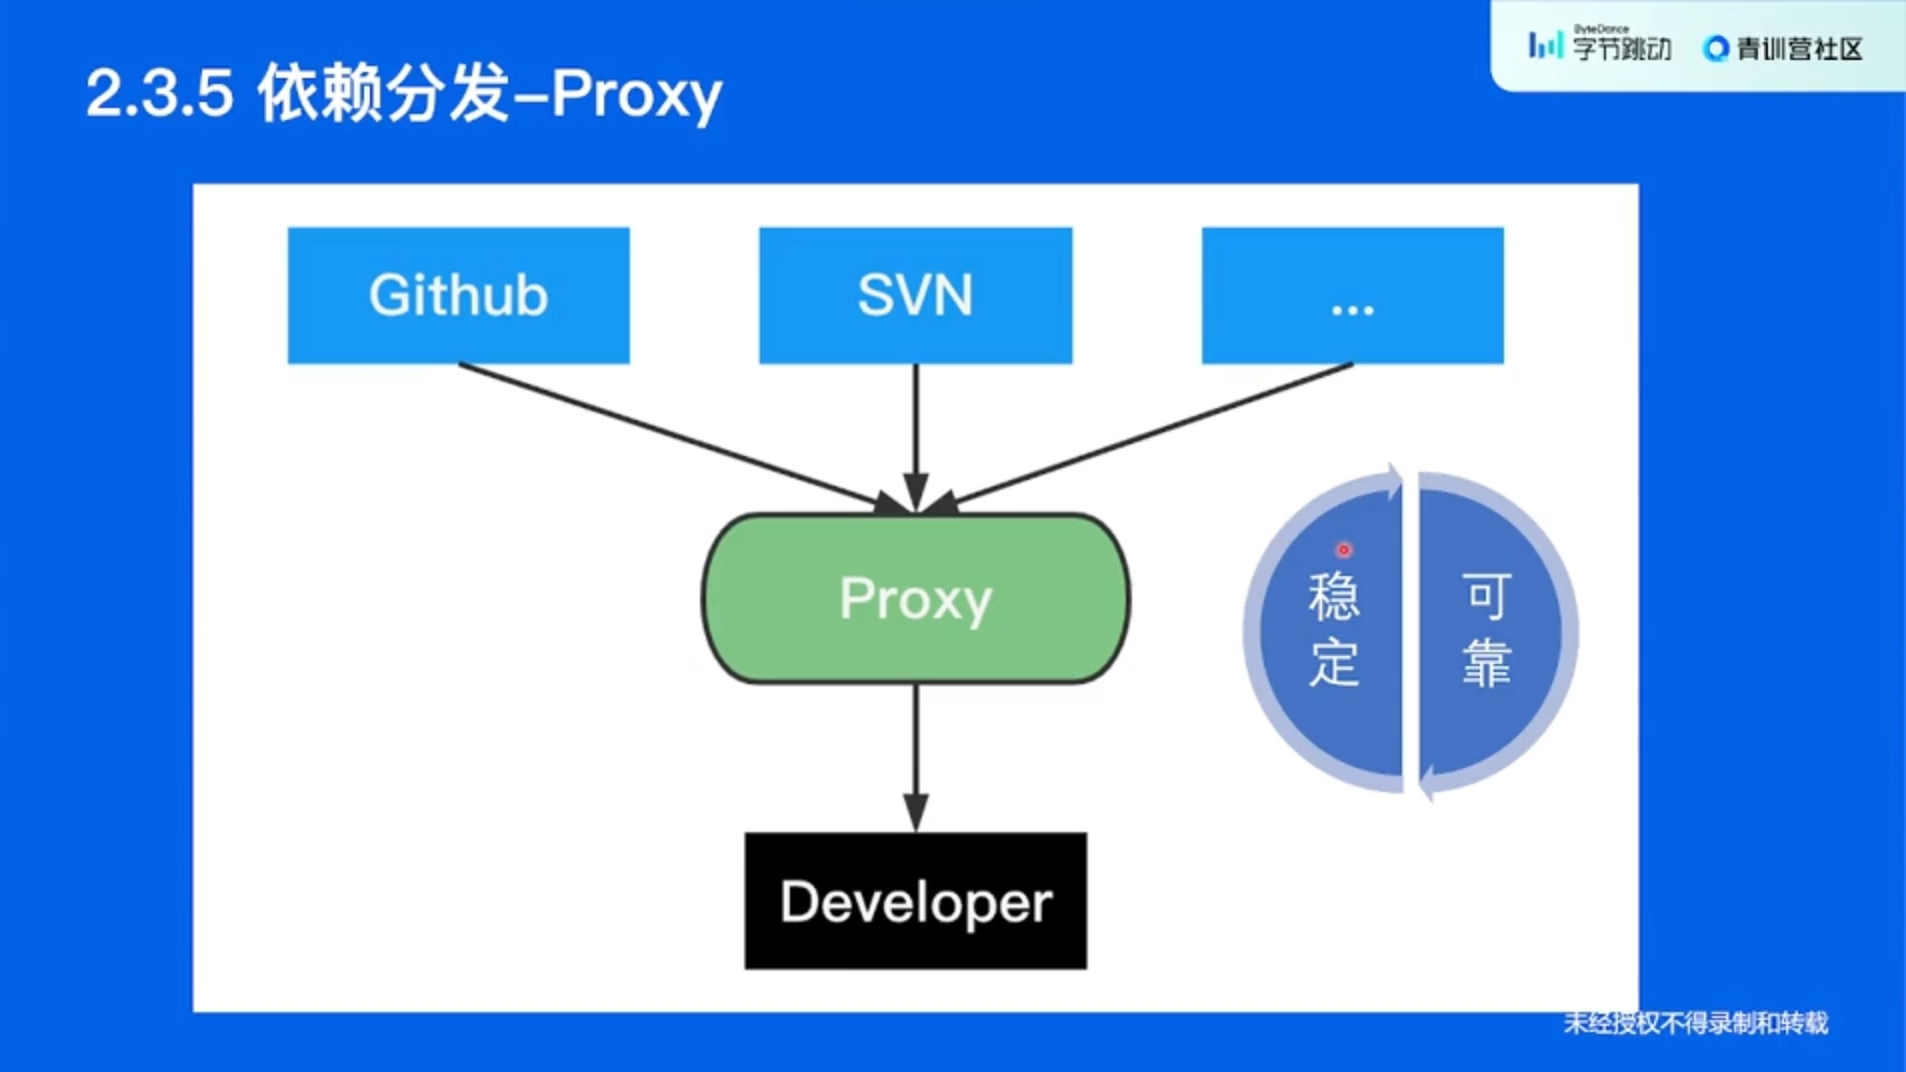 ByteDance
字节跳动
青训营社区
2.3.5 依赖分发-Proxy
Github
SVN
...
Proxy
稳定
可靠
Developer
未经授权不得录制和转载